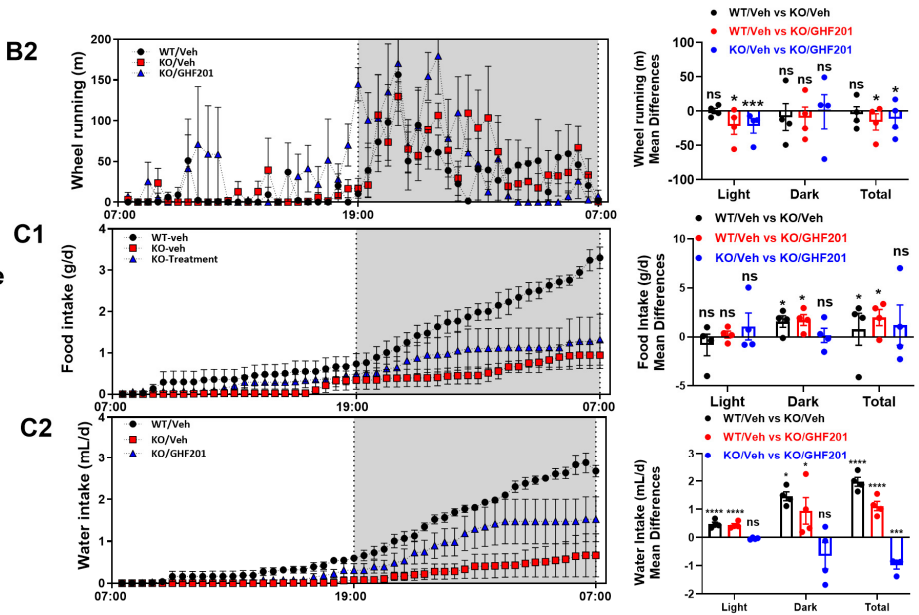 B2
Wheel running (m)
200
150
100
50
0
07:00
19:00
07:00
WT/Veh
KO/Veh
KO/GHF201
WT/Veh vs KO/Veh
WT/Veh vs KO/GHF201
KO/Veh vs KO/GHF201
Wheel running (m)
Mean Differences
100
50
0
-50
-100
ns * ***
ns ns ns
ns * *
Light Dark Total
C1
e
Food intake (g/d)
4
3
2
1
0
07:00
19:00
07:00
WT-veh
KO-veh
KO-Treatment
WT/Veh vs KO/Veh
WT/Veh vs KO/GHF201
KO/Veh vs KO/GHF201
Food Intake (g/d)
Mean Differences
10
5
0
-5
ns ns ns
* * ns
* * ns
Light Dark Total
C2
Water intake (mL/d)
4
3
2
1
0
07:00
19:00
07:00
WT/Veh
KO/Veh
KO/GHF201
WT/Veh vs KO/Veh
WT/Veh vs KO/GHF201
KO/Veh vs KO/GHF201
Water Intake (mL/d)
Mean Differences
3
2
1
0
-1
-2
**** **** ns
* * ns
**** **** ***
Light Dark Total